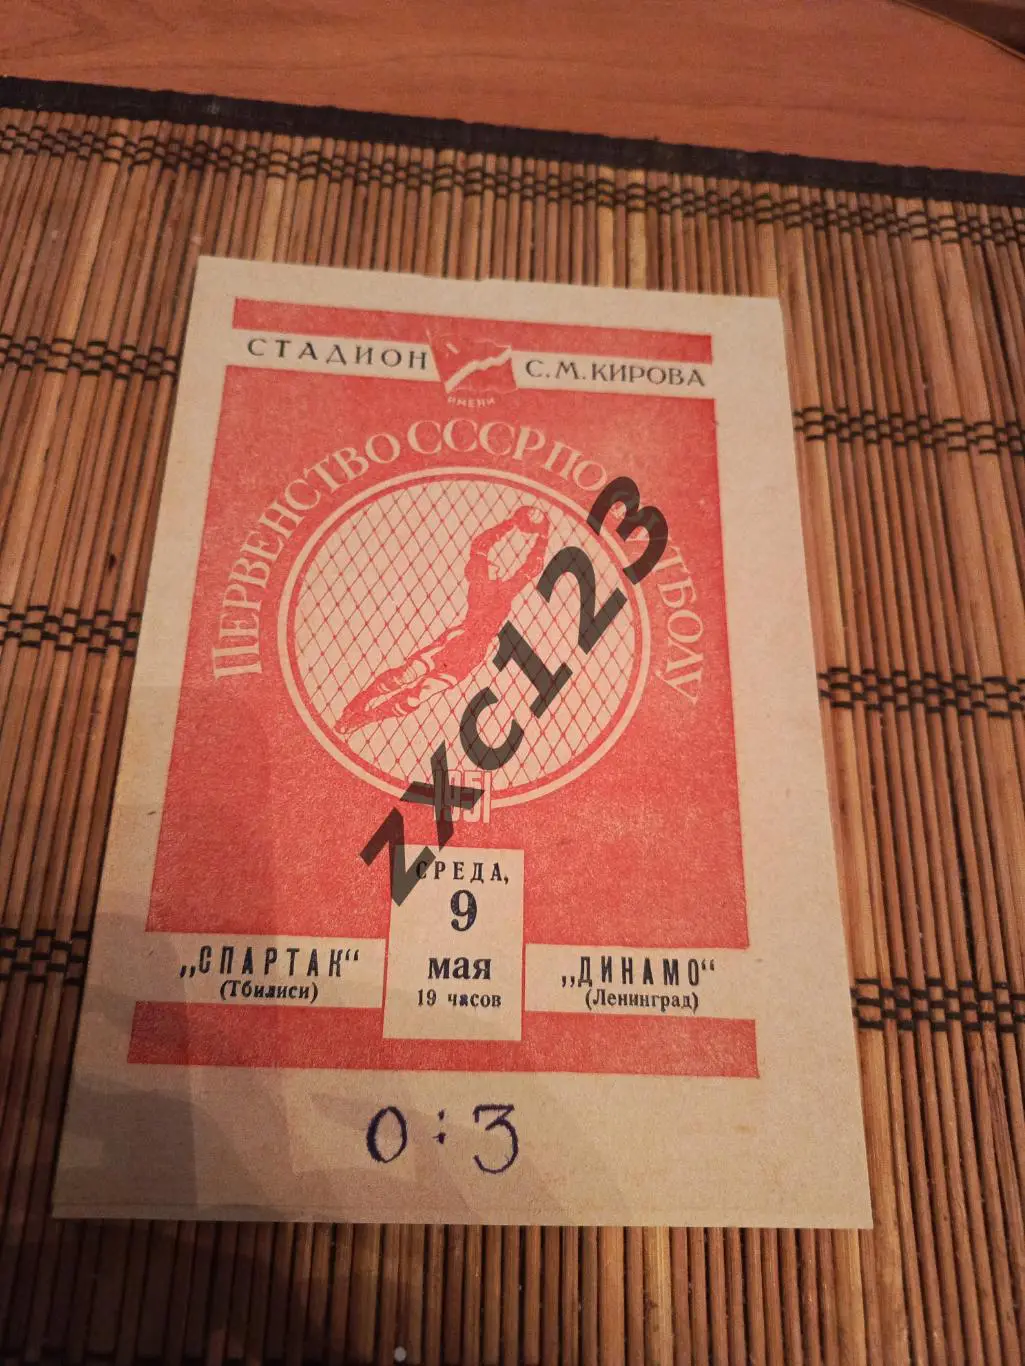 СТАДИОН
ИМЕНИ
С.М.КИРОВА
ПЕРВЕНСТВО СССР ПО ФУТБОЛУ
1951
СРЕДА,
9
мая
19 часов
„СПАРТАК“
(Тбилиси)
„ДИНАМО“
(Ленинград)
0:3
zxc123